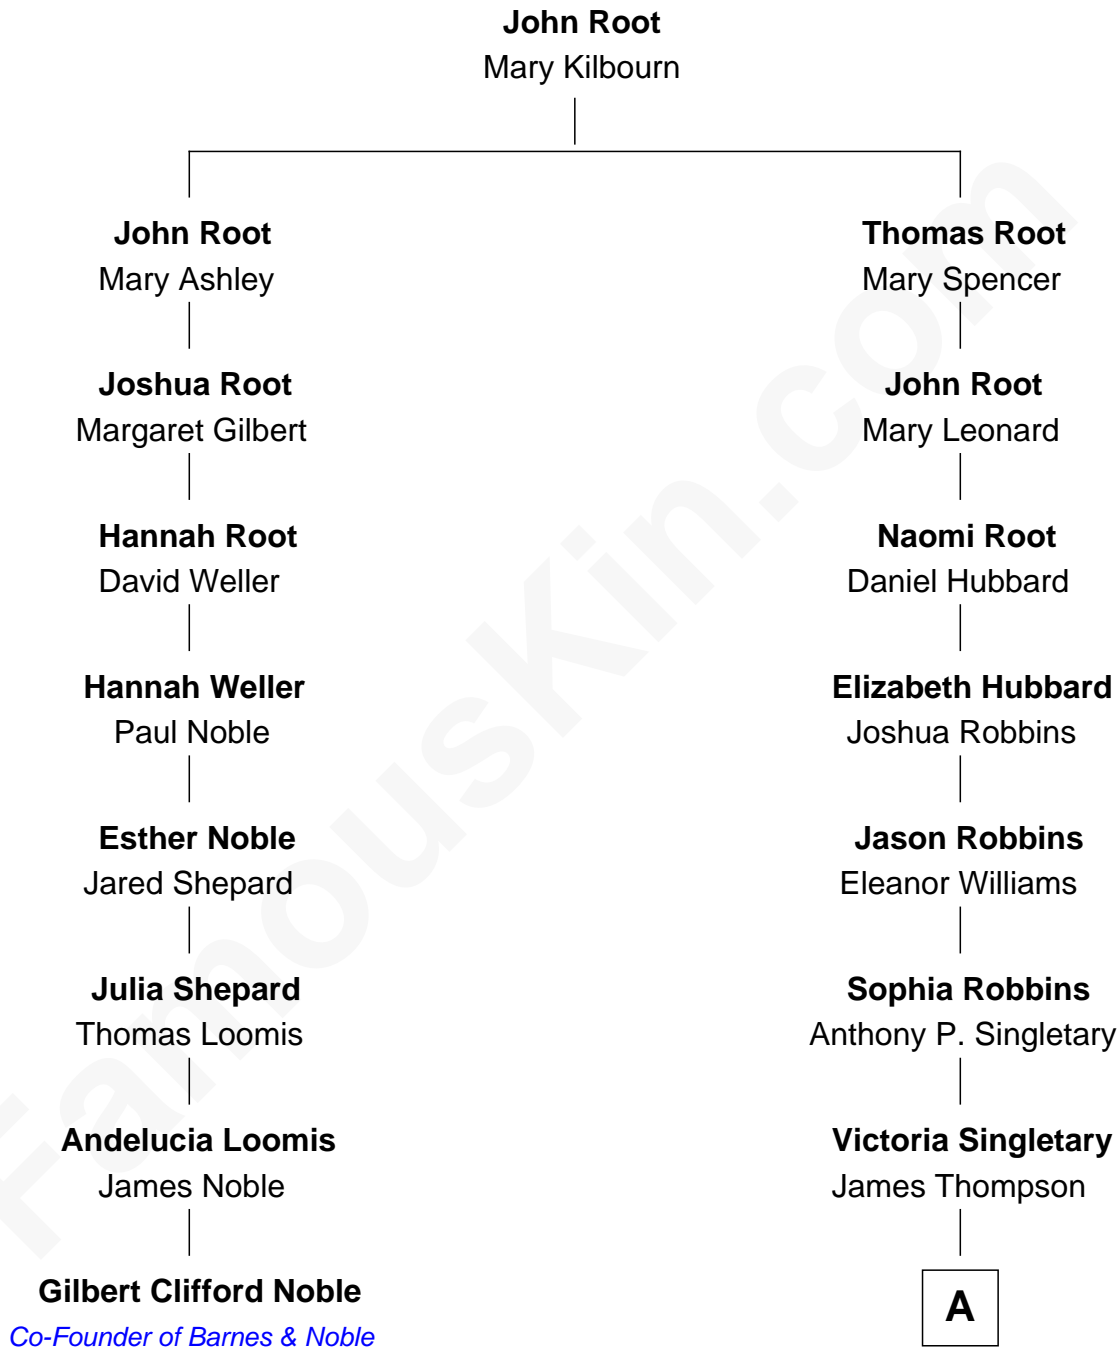 John Root
Mary Kilbourn
John Root
Mary Ashley
Joshua Root
Margaret Gilbert
Hannah Root
David Weller
Hannah Weller
Paul Noble
Esther Noble
Jared Shepard
Julia Shepard
Thomas Loomis
Andelucia Loomis
James Noble
Gilbert Clifford Noble
Co-Founder of Barnes & Noble
Thomas Root
Mary Spencer
John Root
Mary Leonard
Naomi Root
Daniel Hubbard
Elizabeth Hubbard
Joshua Robbins
Jason Robbins
Eleanor Williams
Sophia Robbins
Anthony P. Singletary
Victoria Singletary
James Thompson
A
FamousKin.com